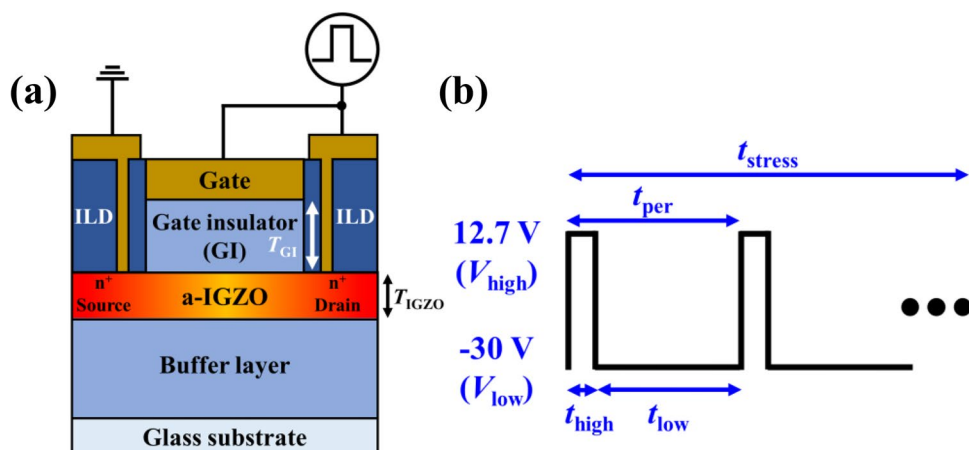 (a)
Gate
ILD
Gate insulator
(GI)
T_GI
ILD
n+
Source
a-IGZO
n+
Drain
T_IGZO
Buffer layer
Glass substrate
(b)
t_stress
t_per
12.7 V
(V_high)
-30 V
(V_low)
t_high
t_low